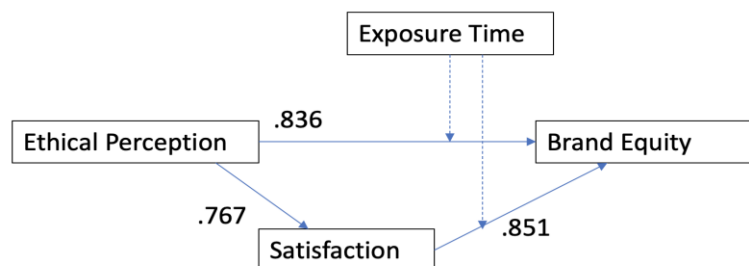 Exposure Time
.836
Ethical Perception
Brand Equity
.767
.851
Satisfaction